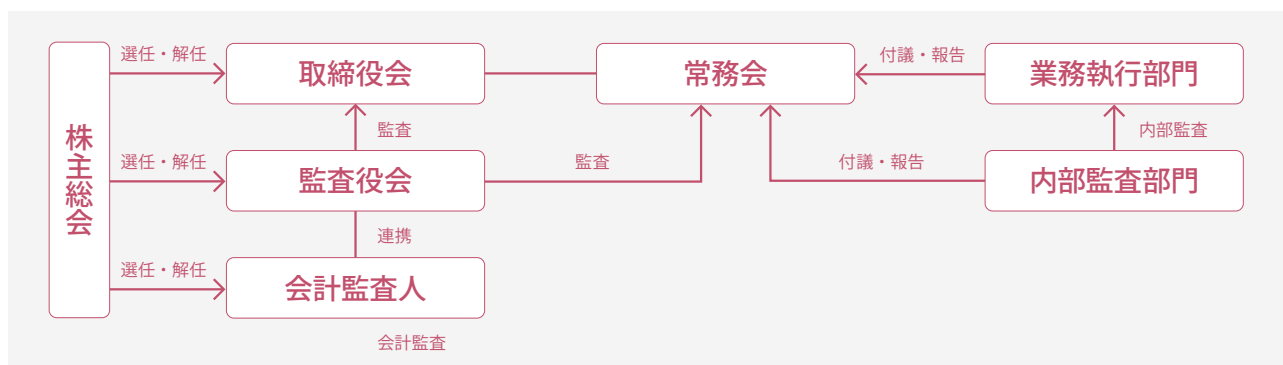 株主総会
選任・解任
取締役会
常務会
付議・報告
業務執行部門
監査
内部監査
選任・解任
監査役会
監査
付議・報告
内部監査部門
連携
選任・解任
会計監査人
会計監査